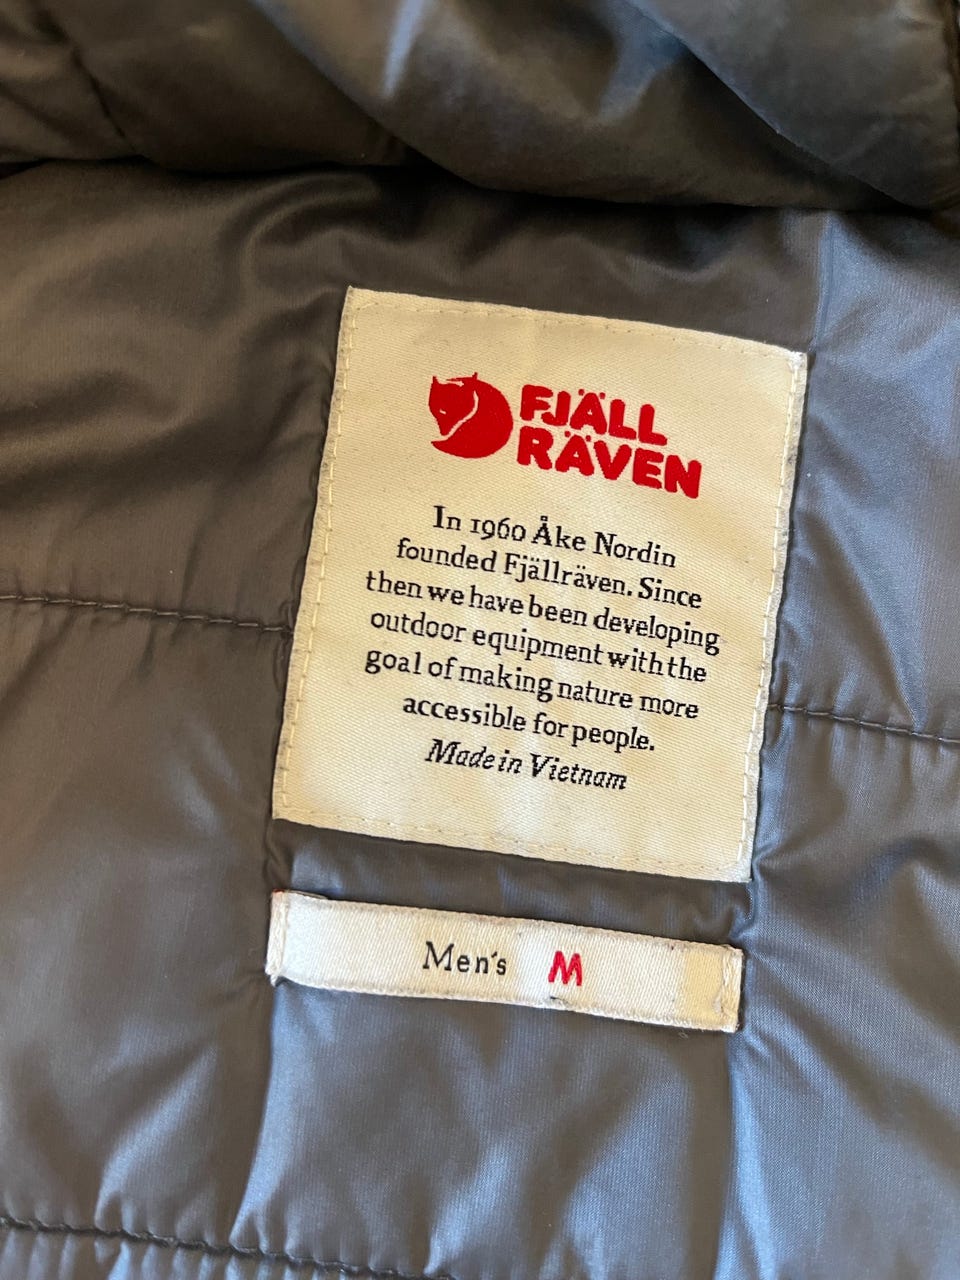 FJÄLL
RÄVEN
In 1960 Åke Nordin
founded Fjällräven. Since
then we have been developing
outdoor equipment with the
goal of making nature more
accessible for people.
Made in Vietnam
Men's M